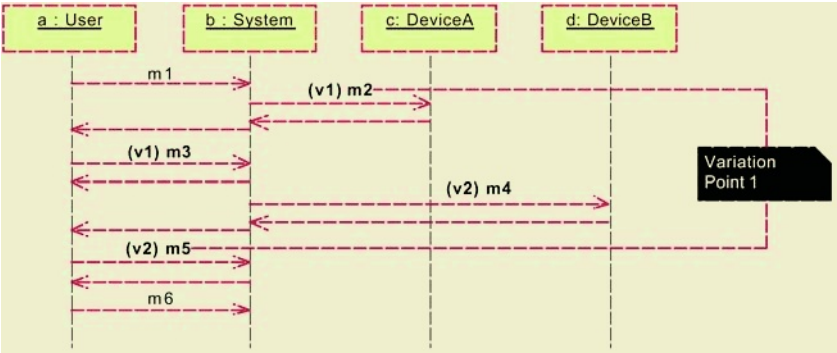 a : User
b : System
c: DeviceA
d: DeviceB
m1
(v1) m2
(v1) m3
Variation
Point 1
(v2) m4
(v2) m5
m6